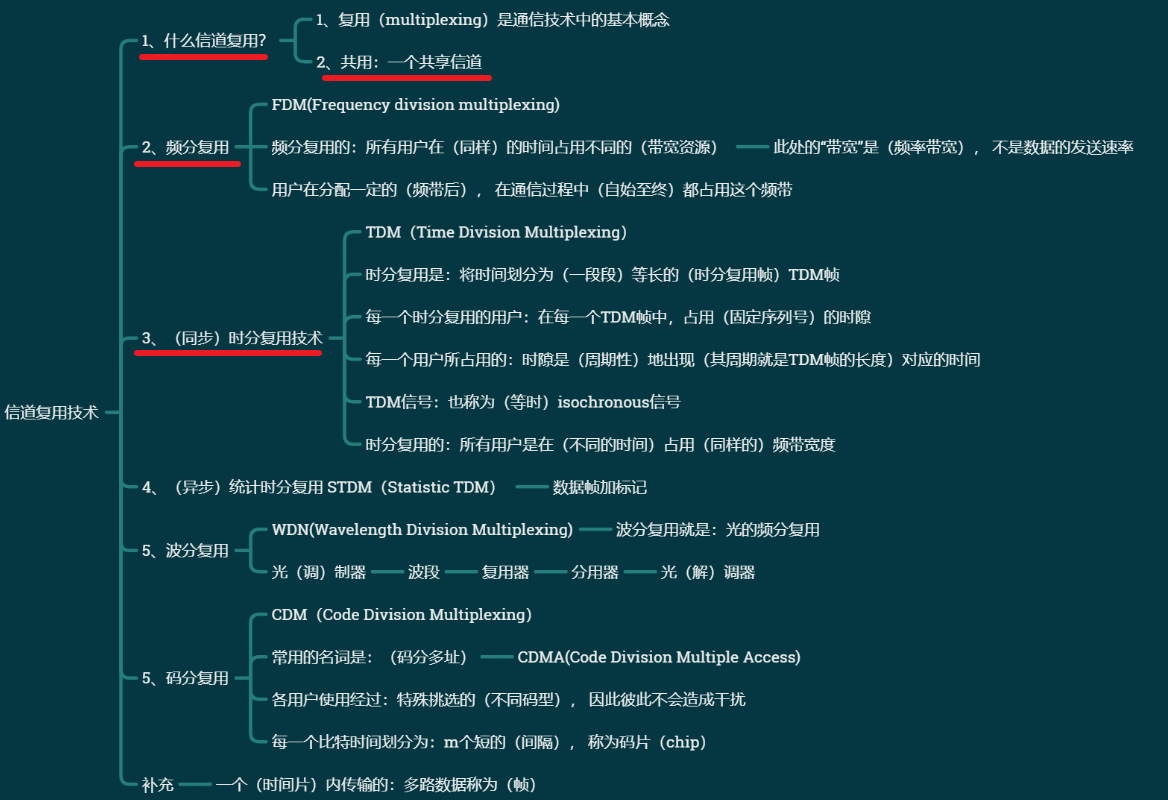 1、什么信道复用?
1、复用（multiplexing）是通信技术中的基本概念
2、共用：一个共享信道
2、频分复用
FDM(Frequency division multiplexing)
频分复用的：所有用户在（同样）的时间占用不同的（带宽资源）
此处的“带宽”是（频率带宽）， 不是数据的发送速率
用户在分配一定的（频带后）， 在通信过程中（自始至终）都占用这个频带
3、（同步）时分复用技术
TDM（Time Division Multiplexing）
时分复用是：将时间划分为（一段段）等长的（时分复用帧）TDM帧
每一个时分复用的用户：在每一个TDM帧中，占用（固定序列号）的时隙
每一个用户所占用的：时隙是（周期性）地出现（其周期就是TDM帧的长度）对应的时间
TDM信号：也称为（等时）isochronous信号
时分复用的：所有用户是在（不同的时间）占用（同样的）频带宽度
信道复用技术
4、（异步）统计时分复用 STDM（Statistic TDM）
数据帧加标记
5、波分复用
WDN(Wavelength Division Multiplexing)
波分复用就是：光的频分复用
光（调）制器
波段
复用器
分用器
光（解）调器
5、码分复用
CDM（Code Division Multiplexing）
常用的名词是：（码分多址）
CDMA(Code Division Multiple Access)
各用户使用经过：特殊挑选的（不同码型）， 因此彼此不会造成干扰
每一个比特时间划分为：m个短的（间隔）， 称为码片（chip）
补充
一个（时间片）内传输的：多路数据称为（帧）